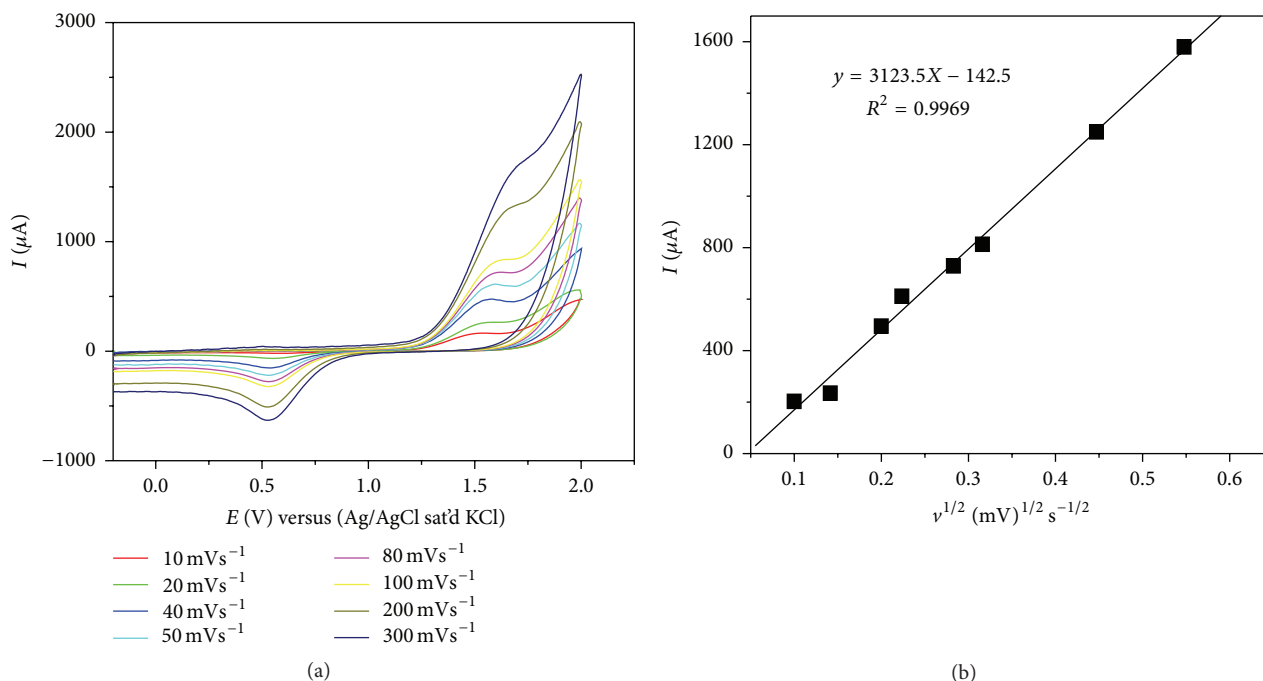 3000
2000
1000
0
−1000
I (μA)
0.0 0.5 1.0 1.5 2.0
E (V) versus (Ag/AgCl sat'd KCl)
10 mVs⁻¹
20 mVs⁻¹
40 mVs⁻¹
50 mVs⁻¹
80 mVs⁻¹
100 mVs⁻¹
200 mVs⁻¹
300 mVs⁻¹
(a)
1600
1200
800
400
0
I (μA)
y = 3123.5X − 142.5
R² = 0.9969
0.1 0.2 0.3 0.4 0.5 0.6
ν^{1/2} (mV)^{1/2} s^{−1/2}
(b)